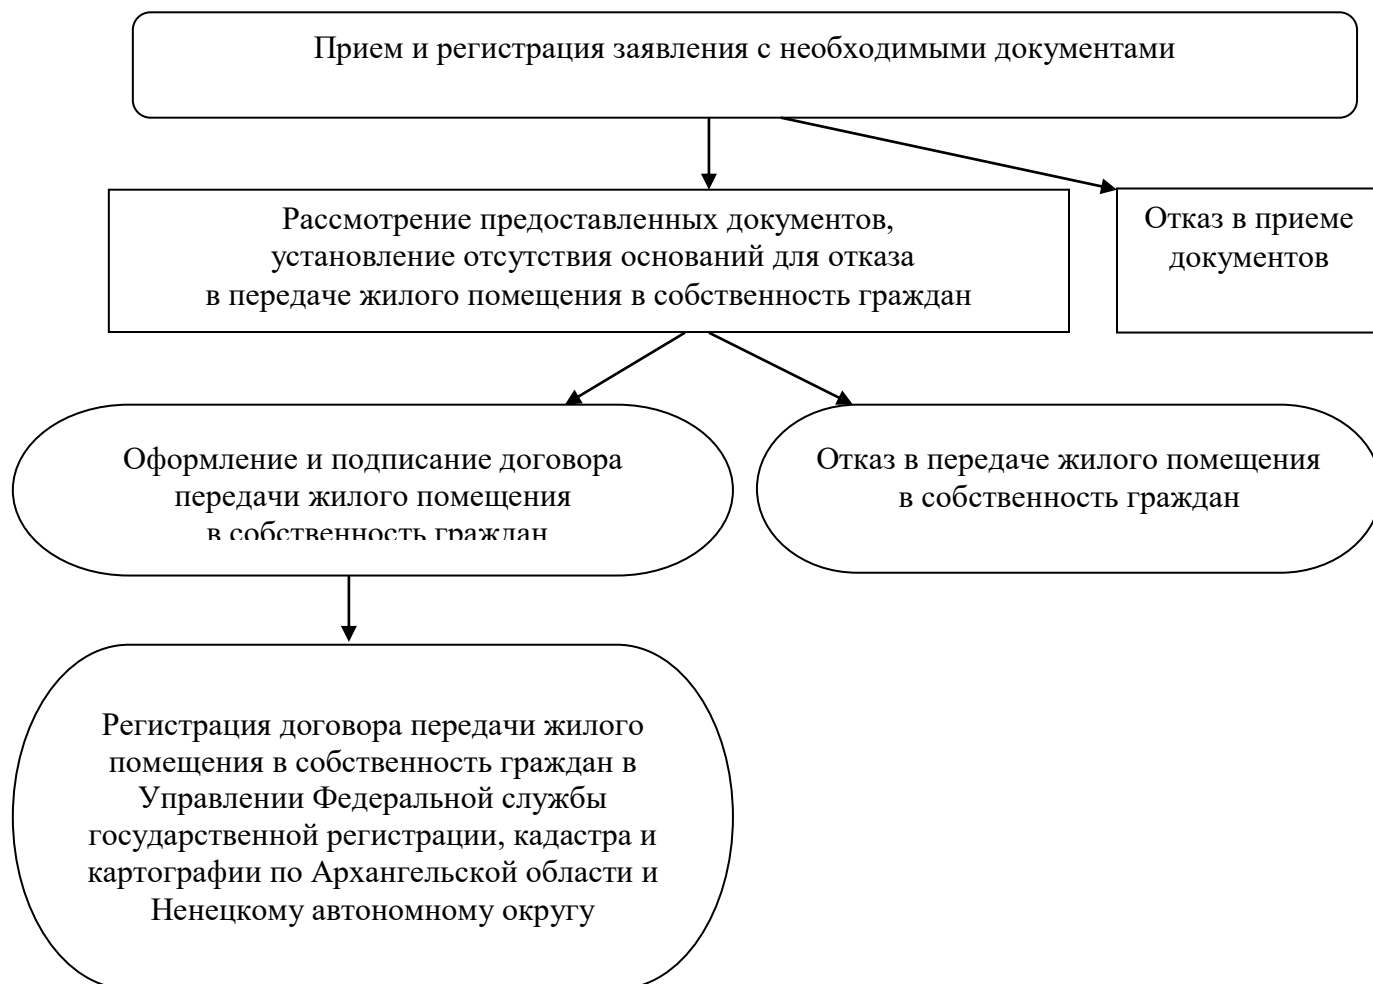 Прием и регистрация заявления с необходимыми документами
Рассмотрение предоставленных документов,
установление отсутствия оснований для отказа
в передаче жилого помещения в собственность граждан
Отказ в приеме
документов
Оформление и подписание договора
передачи жилого помещения
в собственность граждан
Отказ в передаче жилого помещения
в собственность граждан
Регистрация договора передачи жилого
помещения в собственность граждан в
Управлении Федеральной службы
государственной регистрации, кадастра и
картографии по Архангельской области и
Ненецкому автономному округу